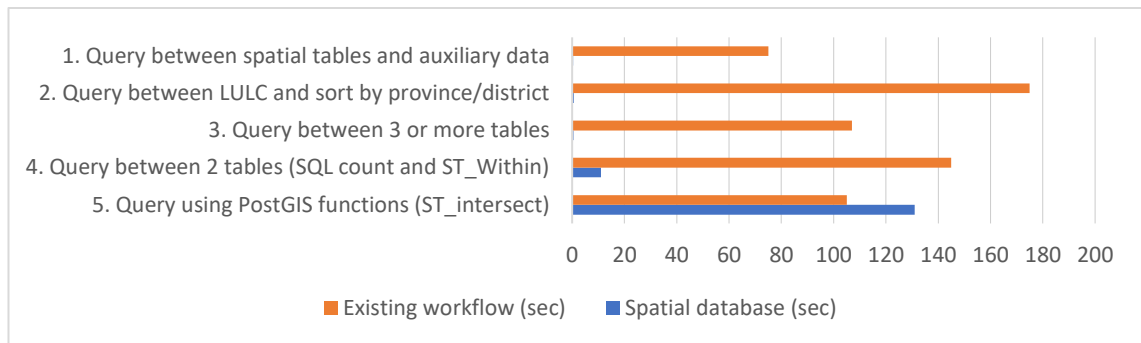 1. Query between spatial tables and auxiliary data
2. Query between LULC and sort by province/district
3. Query between 3 or more tables
4. Query between 2 tables (SQL count and ST_Within)
5. Query using PostGIS functions (ST_intersect)
0 20 40 60 80 100 120 140 160 180 200
Existing workflow (sec) Spatial database (sec)